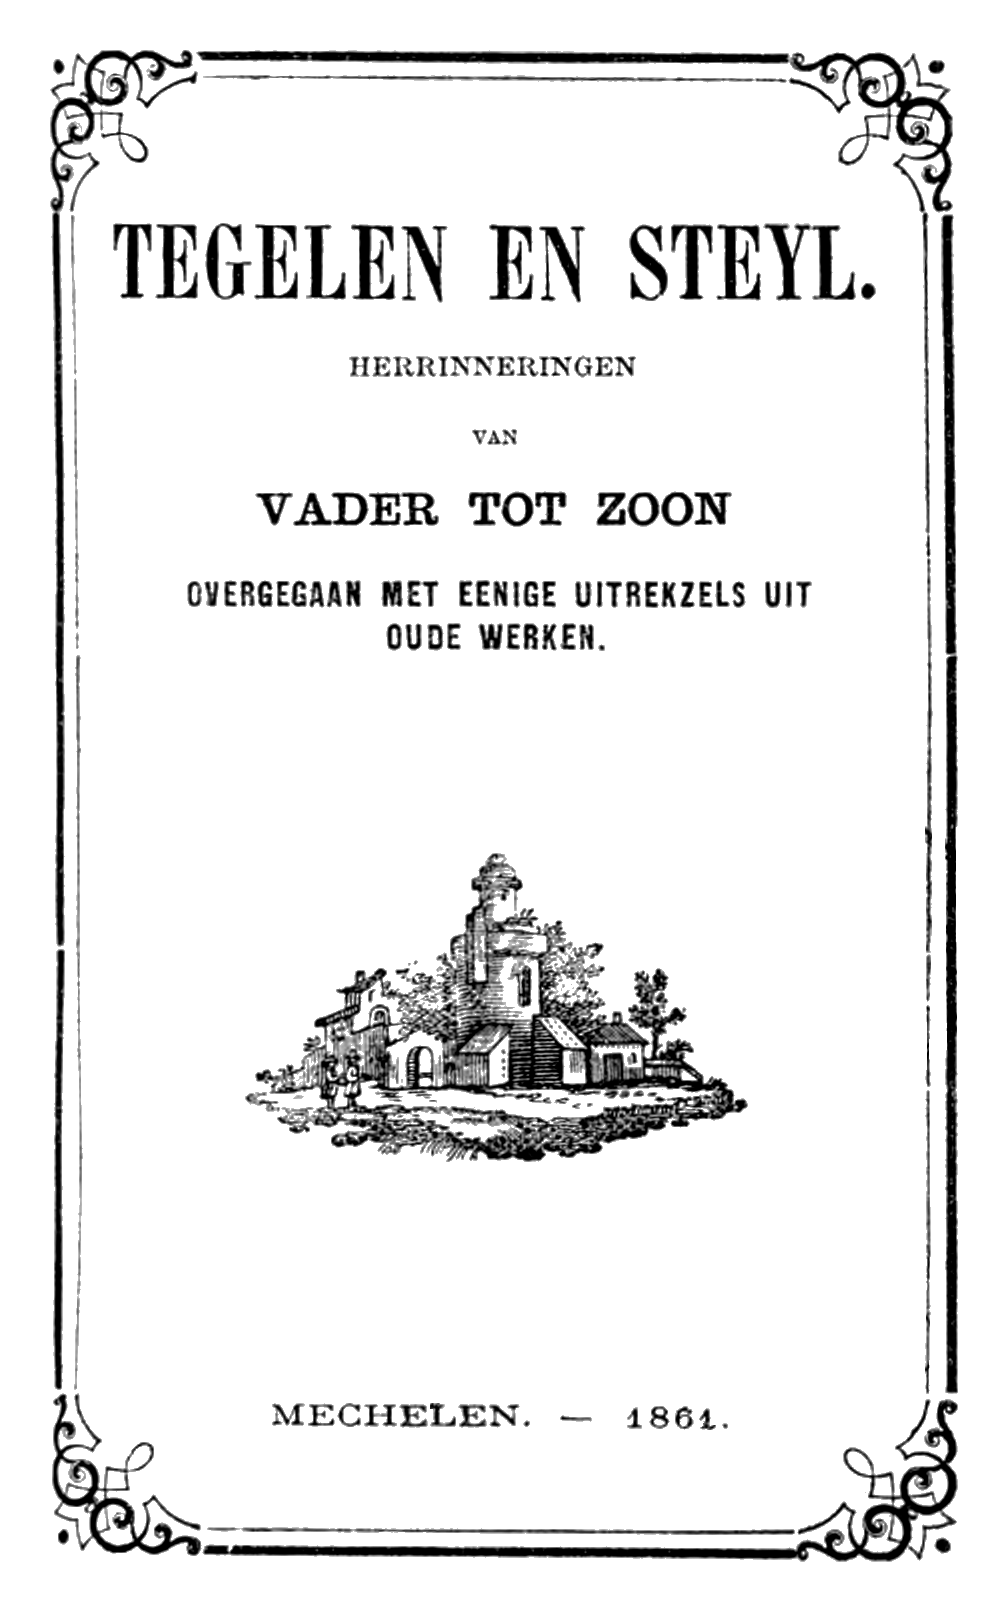 TEGELEN EN STEYL.
HERRINNERINGEN
VAN
VADER TOT ZOON
OVERGEGAAN MET EENIGE UITREKZELS UIT
OUDE WERKEN.
MECHELEN. — 1861.